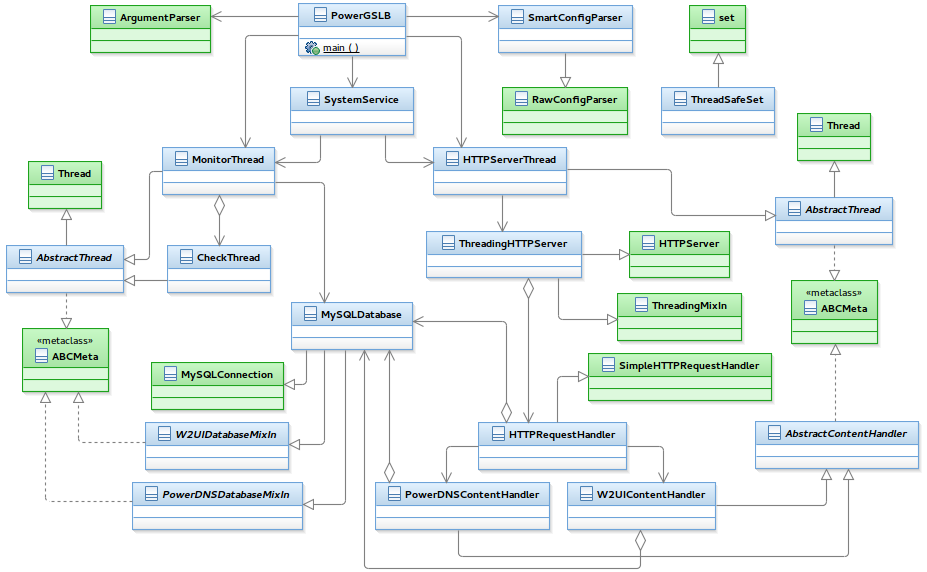 ArgumentParser
PowerGSLB
main ( )
SmartConfigParser
set
SystemService
RawConfigParser
ThreadSafeSet
Thread
MonitorThread
HTTPServerThread
Thread
AbstractThread
ThreadingHTTPServer
HTTPServer
AbstractThread
CheckThread
«metaclass»
ABCMeta
ThreadingMixIn
MySQLDatabase
«metaclass»
ABCMeta
SimpleHTTPRequestHandler
MySQLConnection
W2UIDatabaseMixIn
HTTPRequestHandler
AbstractContentHandler
PowerDNSDatabaseMixIn
PowerDNSContentHandler
W2UIContentHandler